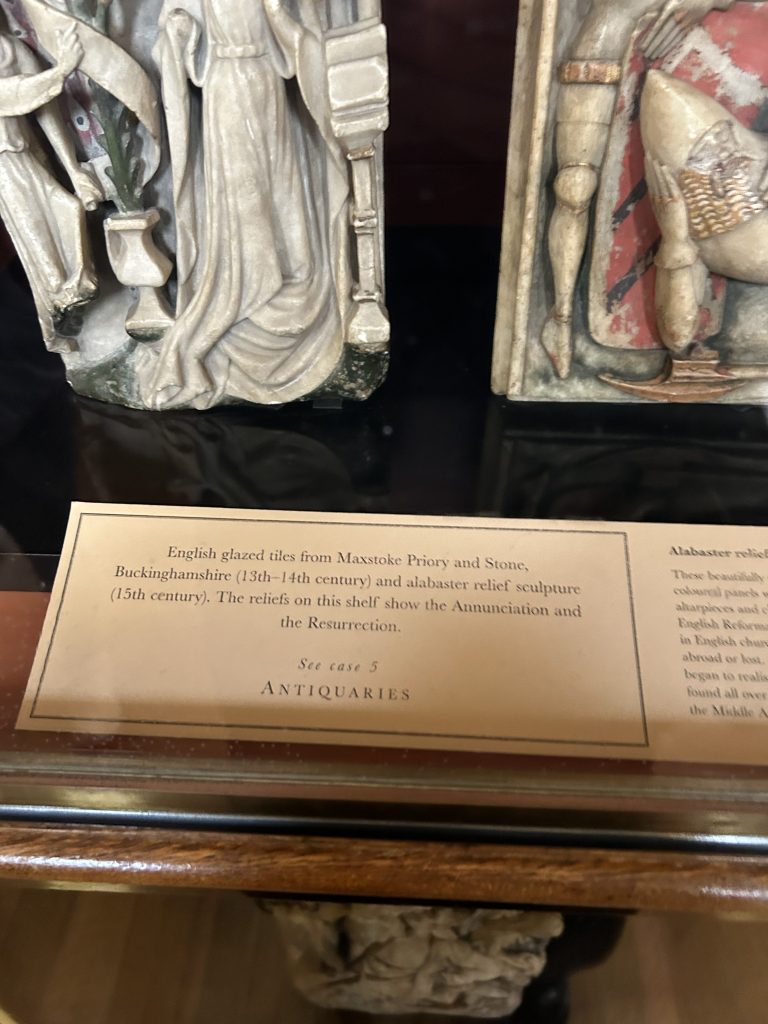 English glazed tiles from Maxstoke Priory and Stone,
Buckinghamshire (13th–14th century) and alabaster relief sculpture
(15th century). The reliefs on this shelf show the Annunciation and
the Resurrection.
See case 5
ANTIQUARIES
Alabaster relief
These beautifully
coloured panels
altarpieces and
English Reforma
in English chur
abroad or lost.
began to realis
found all over
the Middle A